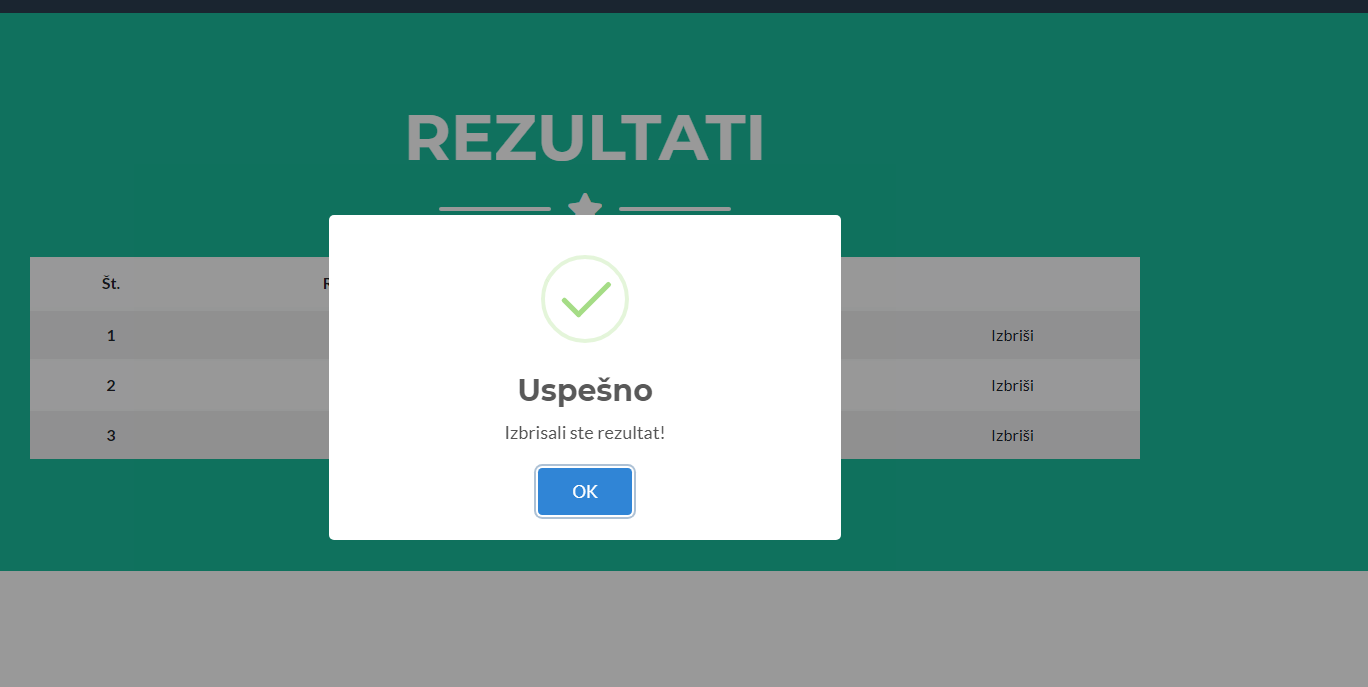 REZULTATI
Št.
1 Izbriši
2 Izbriši
3 Izbriši
Uspešno
Izbrisali ste rezultat!
OK